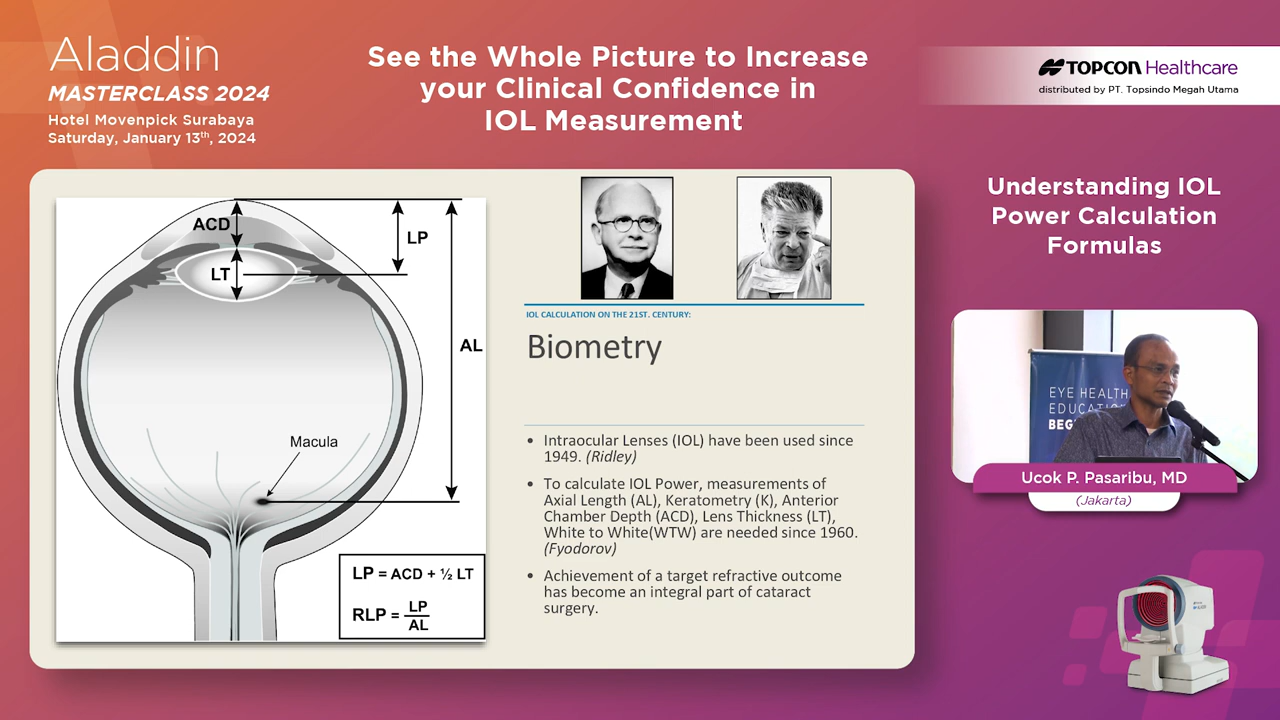 Aladdin
MASTERCLASS 2024
Hotel Movenpick Surabaya
Saturday, January 13th, 2024
See the Whole Picture to Increase
your Clinical Confidence in
IOL Measurement
TOPCON Healthcare
distributed by PT. Topsindo Megah Utama
ACD
LT
LP
AL
Macula
LP = ACD + ½ LT
RLP = LP
AL
IOL CALCULATION ON THE 21ST. CENTURY:
Biometry
• Intraocular Lenses (IOL) have been used since
1949. (Ridley)
• To calculate IOL Power, measurements of
Axial Length (AL), Keratometry (K), Anterior
Chamber Depth (ACD), Lens Thickness (LT),
White to White(WTW) are needed since 1960.
(Fyodorov)
• Achievement of a target refractive outcome
has become an integral part of cataract
surgery.
Understanding IOL
Power Calculation
Formulas
EYE HEALTH
EDUCATI
BEG
Ucok P. Pasaribu, MD
(Jakarta)